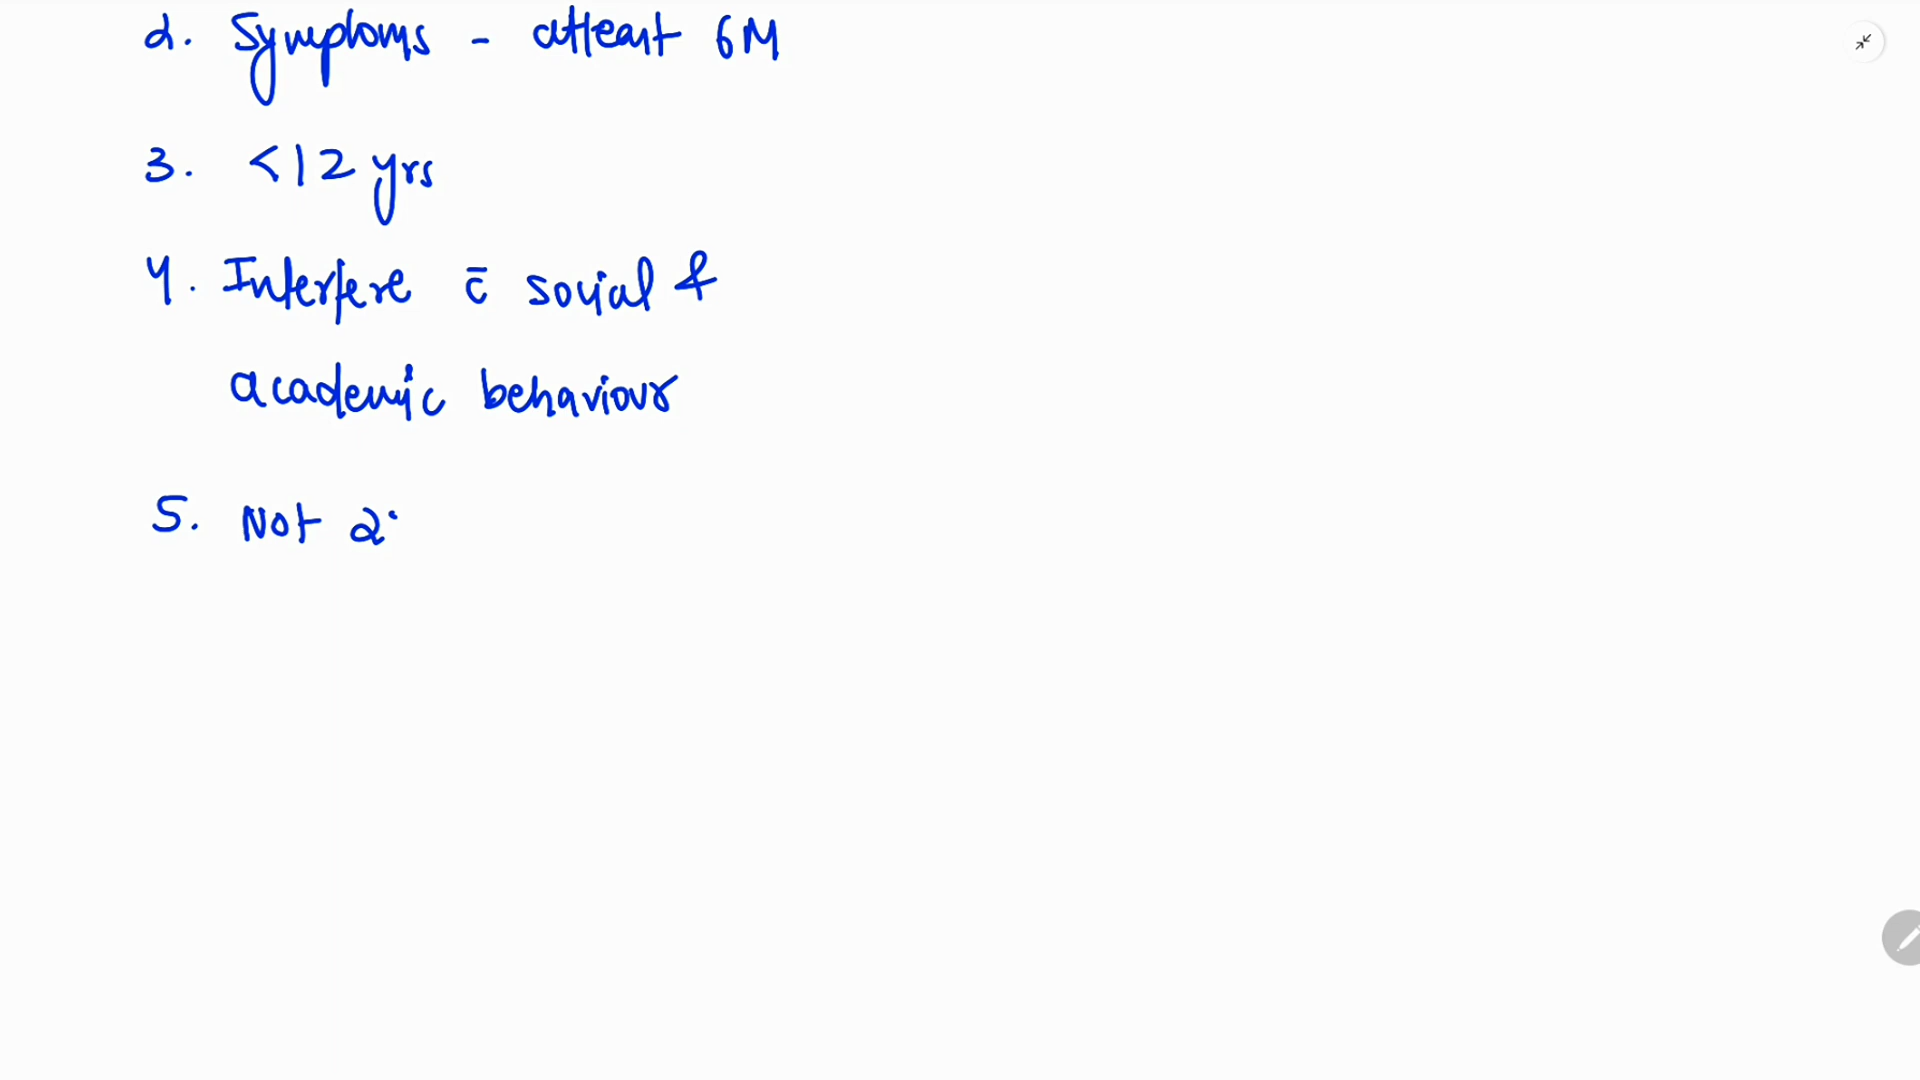 2. Symptoms - atleast 6M
3. <12 yrs
4. Interfere c̄ social &
academic behaviour
5. Not 2°